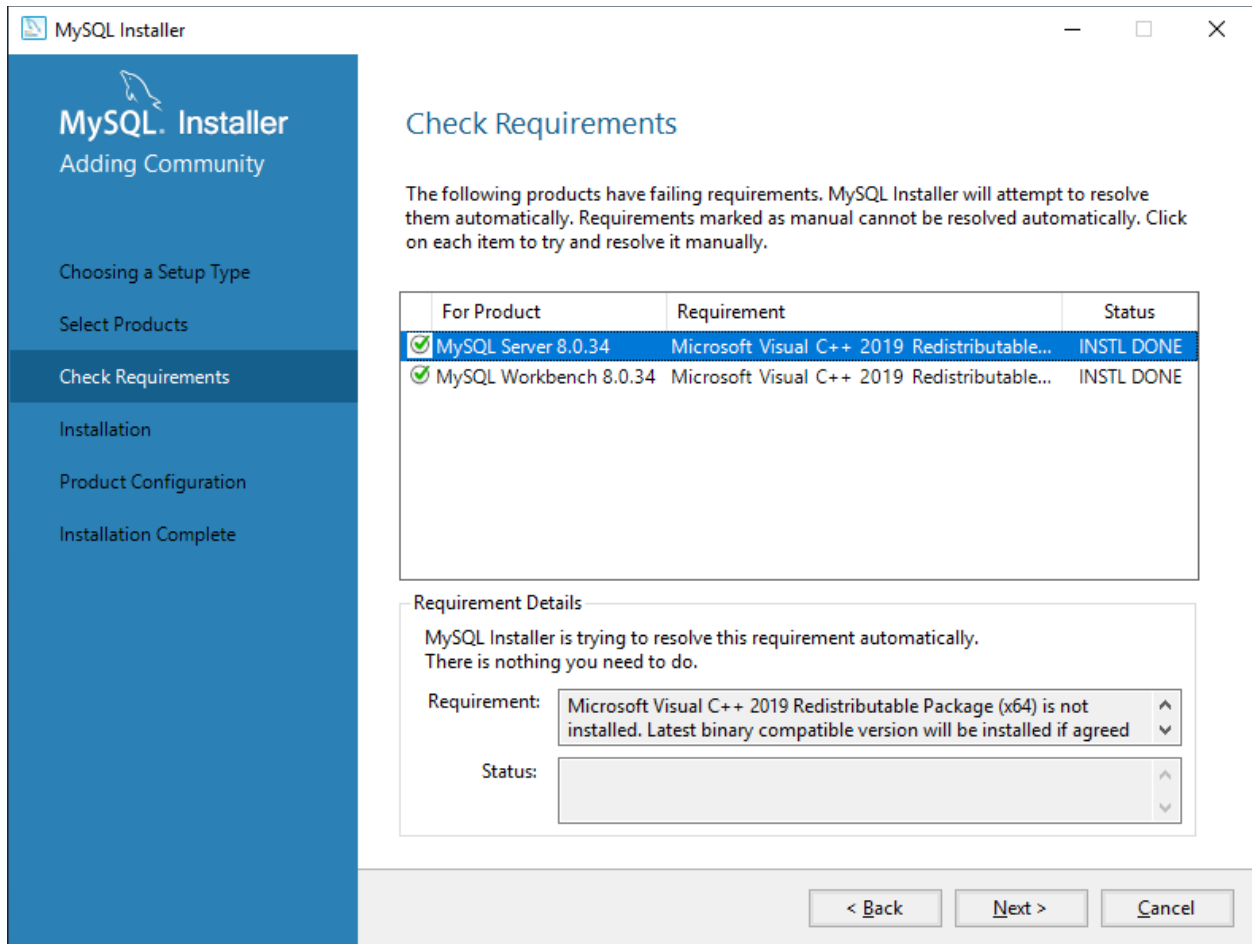 MySQL Installer
MySQL. Installer
Adding Community
Choosing a Setup Type
Select Products
Check Requirements
Installation
Product Configuration
Installation Complete
Check Requirements
The following products have failing requirements. MySQL Installer will attempt to resolve
them automatically. Requirements marked as manual cannot be resolved automatically. Click
on each item to try and resolve it manually.
For Product Requirement Status
MySQL Server 8.0.34 Microsoft Visual C++ 2019 Redistributable... INSTL DONE
MySQL Workbench 8.0.34 Microsoft Visual C++ 2019 Redistributable... INSTL DONE
Requirement Details
MySQL Installer is trying to resolve this requirement automatically.
There is nothing you need to do.
Requirement: Microsoft Visual C++ 2019 Redistributable Package (x64) is not
installed. Latest binary compatible version will be installed if agreed
Status:
< Back Next > Cancel